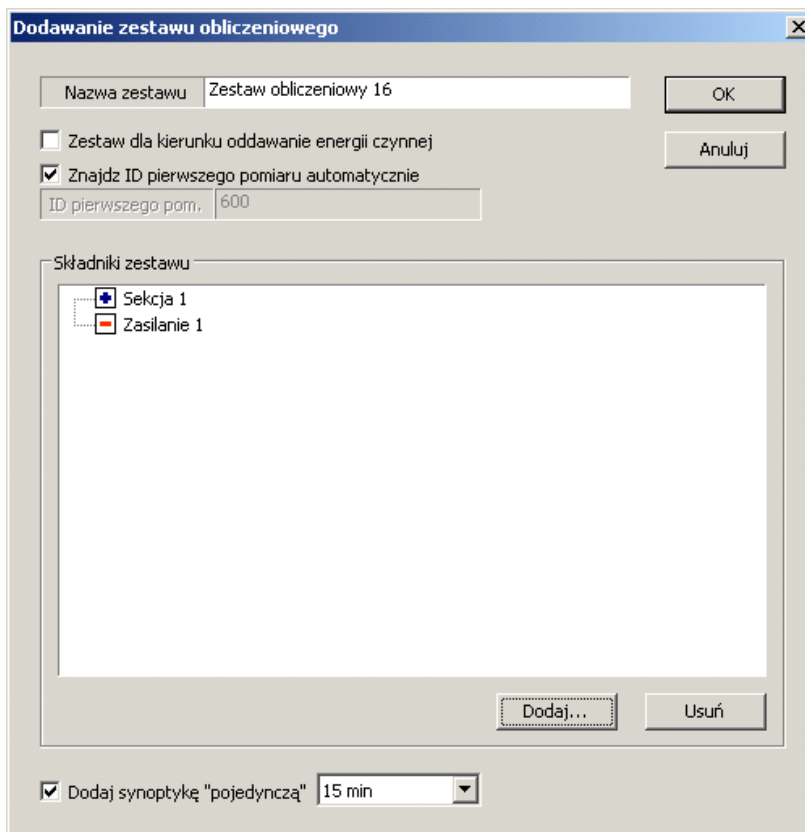 Dodawanie zestawu obliczeniowego
Nazwa zestawu Zestaw obliczeniowy 16 OK
Zestaw dla kierunku oddawanie energii czynnej
Anuluj
Znajdz ID pierwszego pomiaru automatycznie
ID pierwszego pom. 600
Składniki zestawu
Sekcja 1
Zasilanie 1
Dodaj... Usuń
Dodaj synoptykę "pojedynczą" 15 min